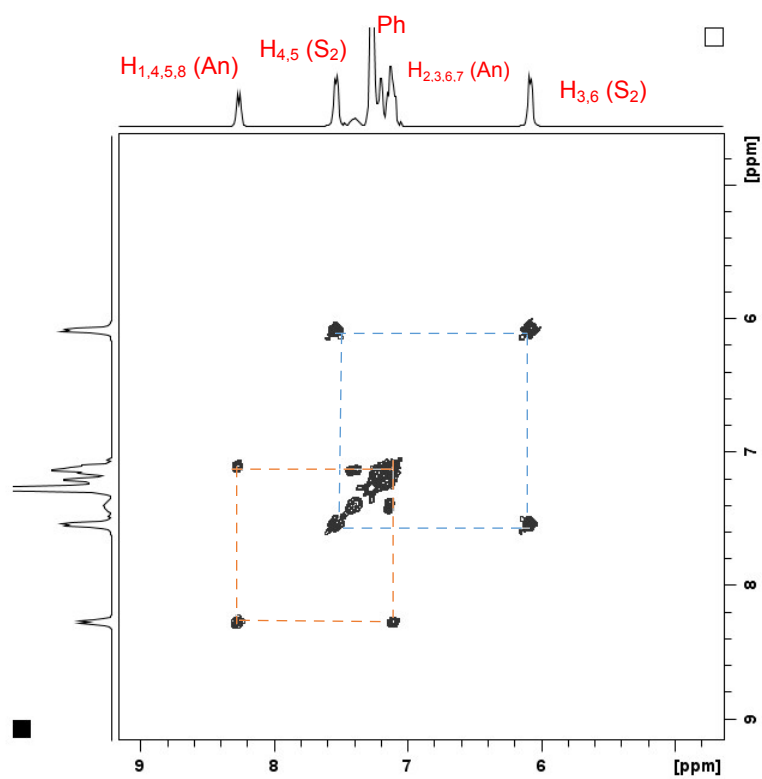 Ph
H4,5 (S2)
H1,4,5,8 (An)
H2.3.6.7 (An)
H3,6 (S2)
[ppm]
6
7
8
9
9
8
7
6
[ppm]